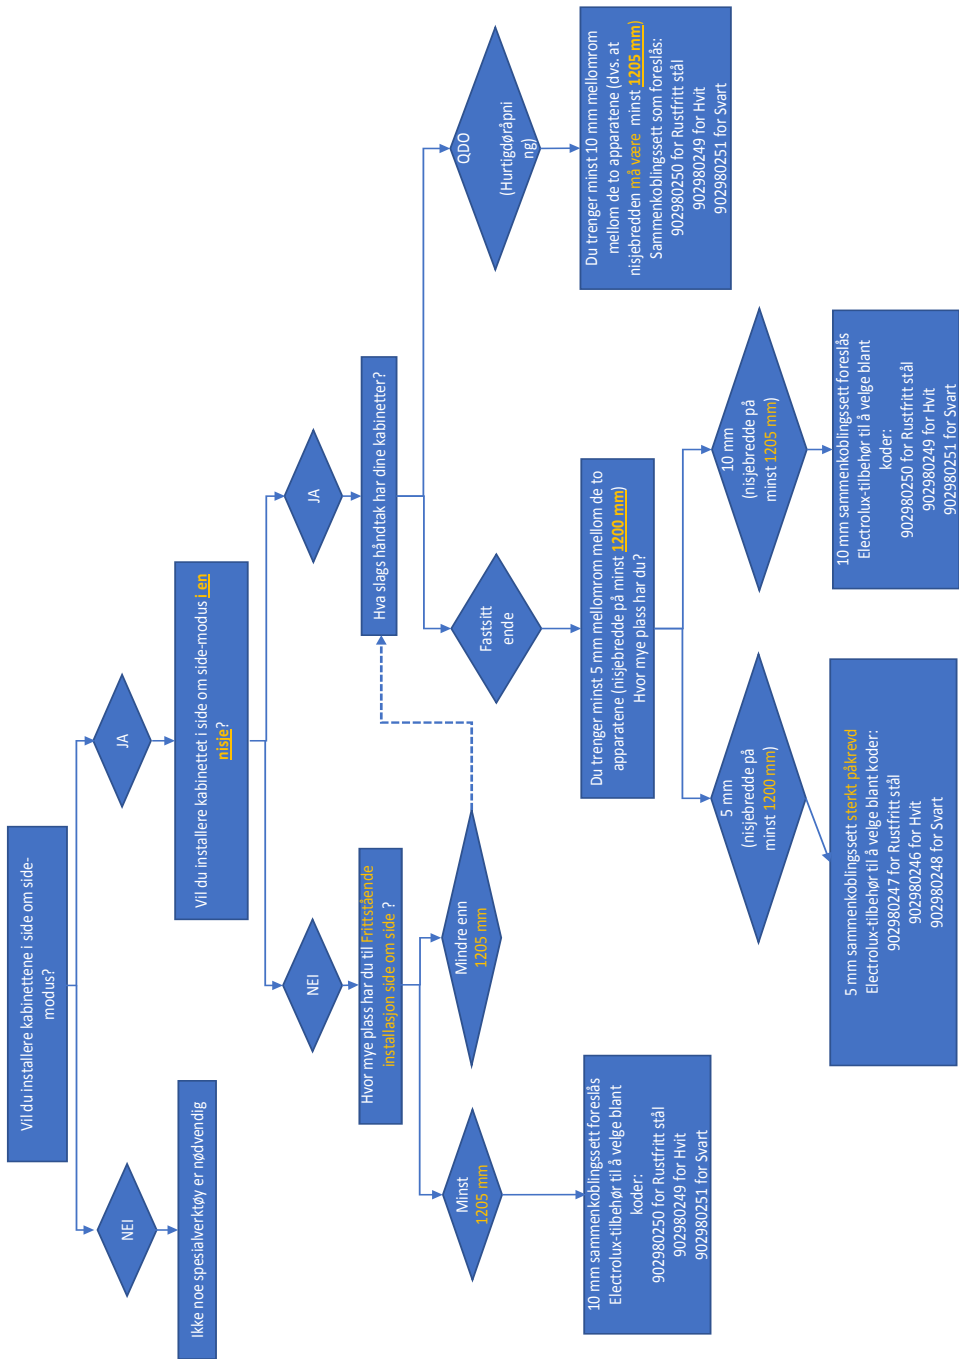 Vil du installere kabinettene i side om side-
modus?
NEI
JA
Ikke noe spesialverktøy er nødvendig
Vil du installere kabinettet i side om side-modus i en
nisje?
NEI
JA
Hvor mye plass har du til Frittstående
installasjon side om side ?
Hva slags håndtak har dine kabinetter?
Minst
1205 mm
Mindre enn
1205 mm
Fastsitt
ende
QDO
(Hurtigdøråpni
ng)
10 mm sammenkoblingssett foreslås
Electrolux-tilbehør til å velge blant
koder:
902980250 for Rustfritt stål
902980249 for Hvit
902980251 for Svart
Du trenger minst 5 mm mellomrom mellom de to
apparatene (nisjebredde på minst 1200 mm)
Hvor mye plass har du?
Du trenger minst 10 mm mellomrom
mellom de to apparatene (dvs. at
nisjebredden må være minst 1205 mm)
Sammenkoblingssett som foreslås:
902980250 for Rustfritt stål
902980249 for Hvit
902980251 for Svart
5 mm
(nisjebredde på
minst 1200 mm)
10 mm
(nisjebredde på
minst 1205 mm)
5 mm sammenkoblingssett sterkt påkrevd
Electrolux-tilbehør til å velge blant koder:
902980247 for Rustfritt stål
902980246 for Hvit
902980248 for Svart
10 mm sammenkoblingssett foreslås
Electrolux-tilbehør til å velge blant
koder:
902980250 for Rustfritt stål
902980249 for Hvit
902980251 for Svart